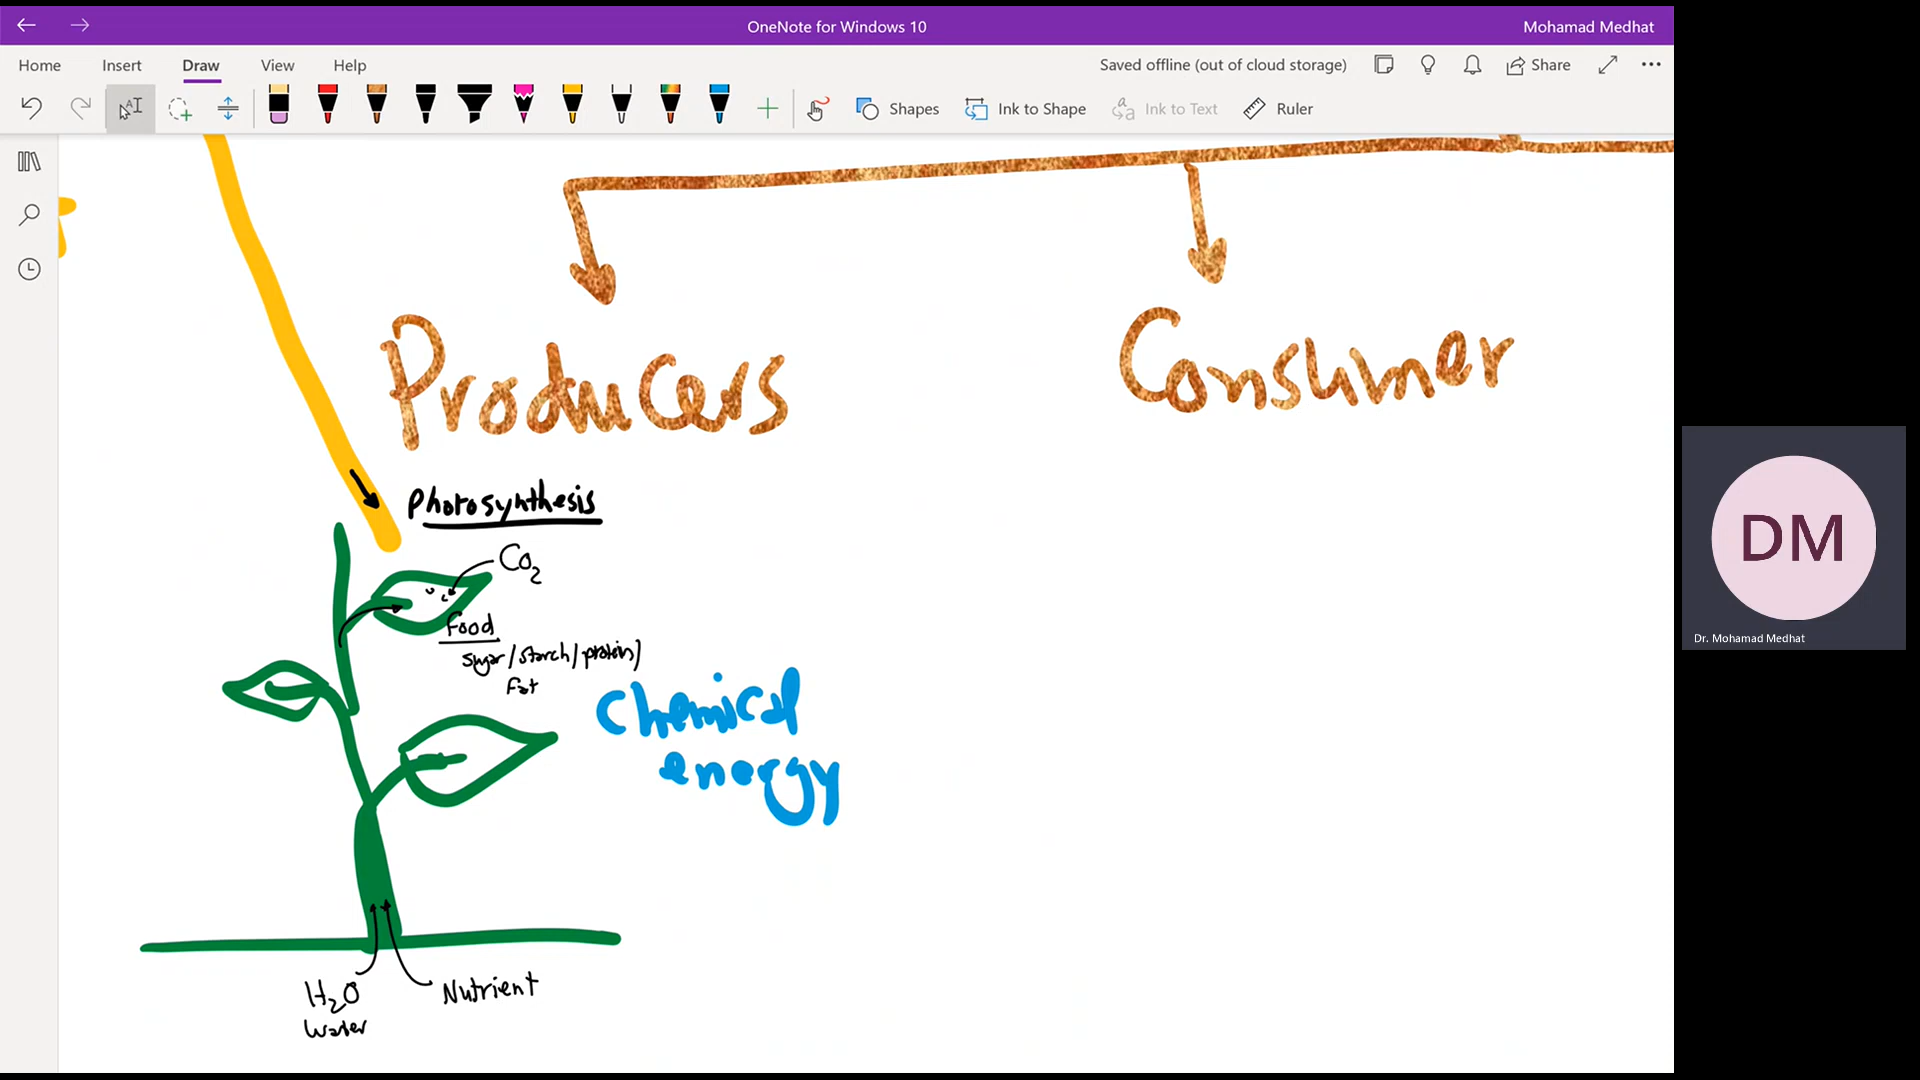 OneNote for Windows 10
Mohamad Medhat
Home Insert Draw View Help
Saved offline (out of cloud storage)
Share
Shapes
Ink to Shape
Ink to Text
Ruler
Producers
Consumer
Photosynthesis
CO2
Food
sugar/starch/protein/
fat
Chemical
energy
H2O
water
Nutrient
DM
Dr. Mohamad Medhat